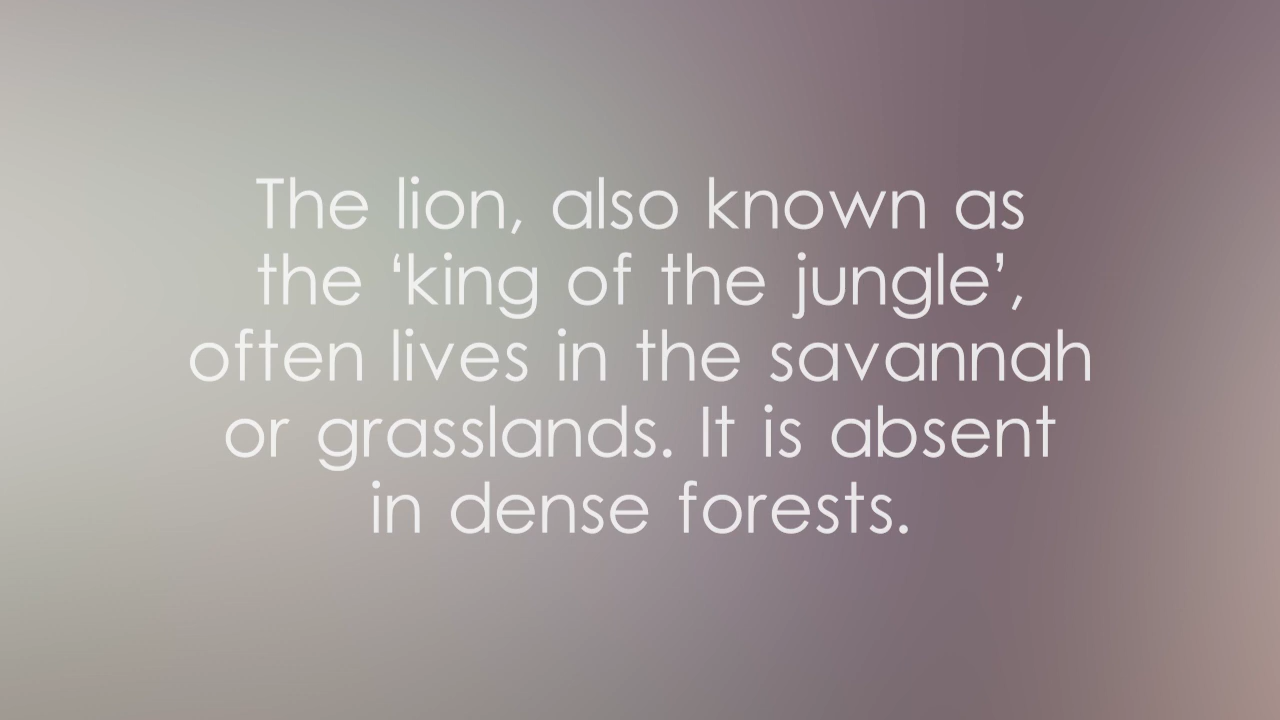 The lion, also known as
the ‘king of the jungle’,
often lives in the savannah
or grasslands. It is absent
in dense forests.